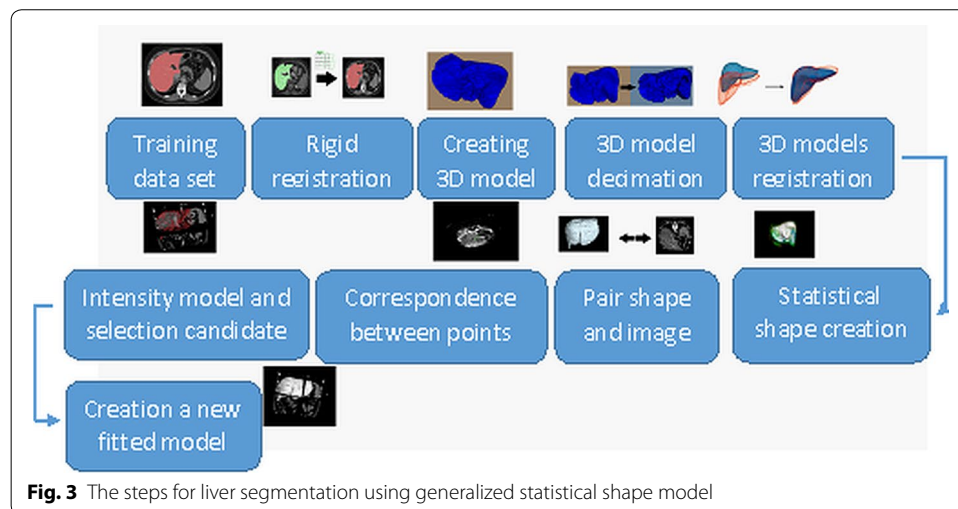 Training
data set
Rigid
registration
Creating
3D model
3D model
decimation
3D models
registration
Intensity model and
selection candidate
Correspondence
between points
Pair shape
and image
Statistical
shape creation
Creation a new
fitted model
Fig. 3 The steps for liver segmentation using generalized statistical shape model